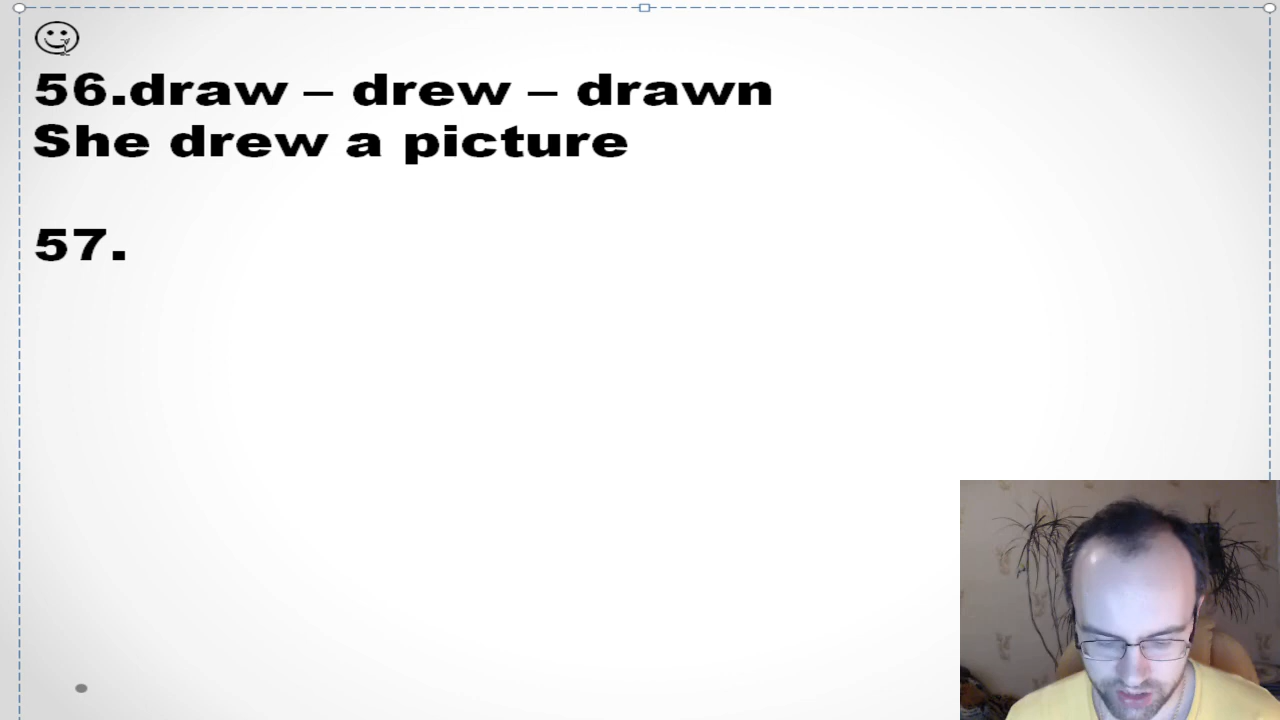 56.draw – drew – drawn
She drew a picture
57.